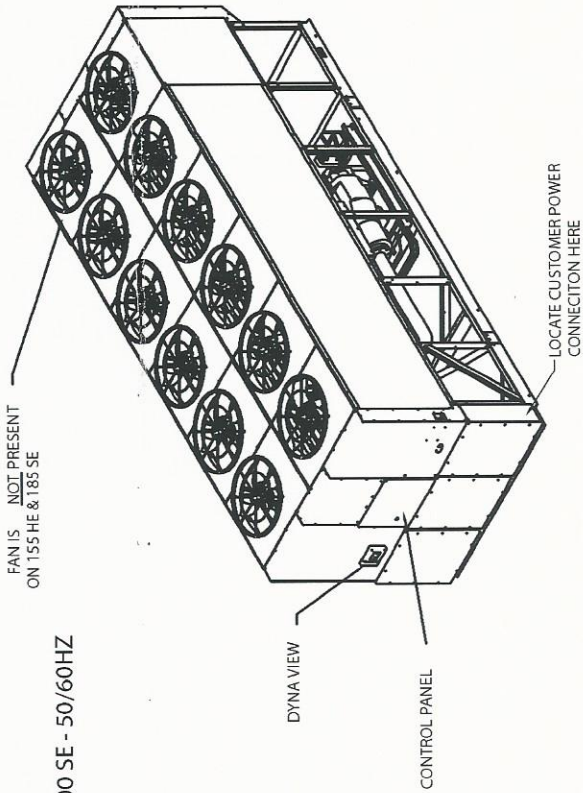 FAN IS NOT PRESENT
ON 155 HE & 185 SE
00 SE - 50/60HZ
DYNA VIEW
CONTROL PANEL
LOCATE CUSTOMER POWER
CONNECITON HERE